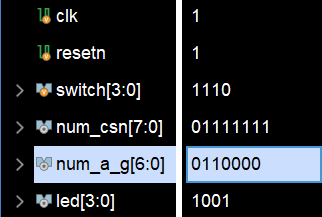 clk 1
resetn 1
switch[3:0] 1110
num_csn[7:0] 01111111
num_a_g[6:0] 0110000
led[3:0] 1001